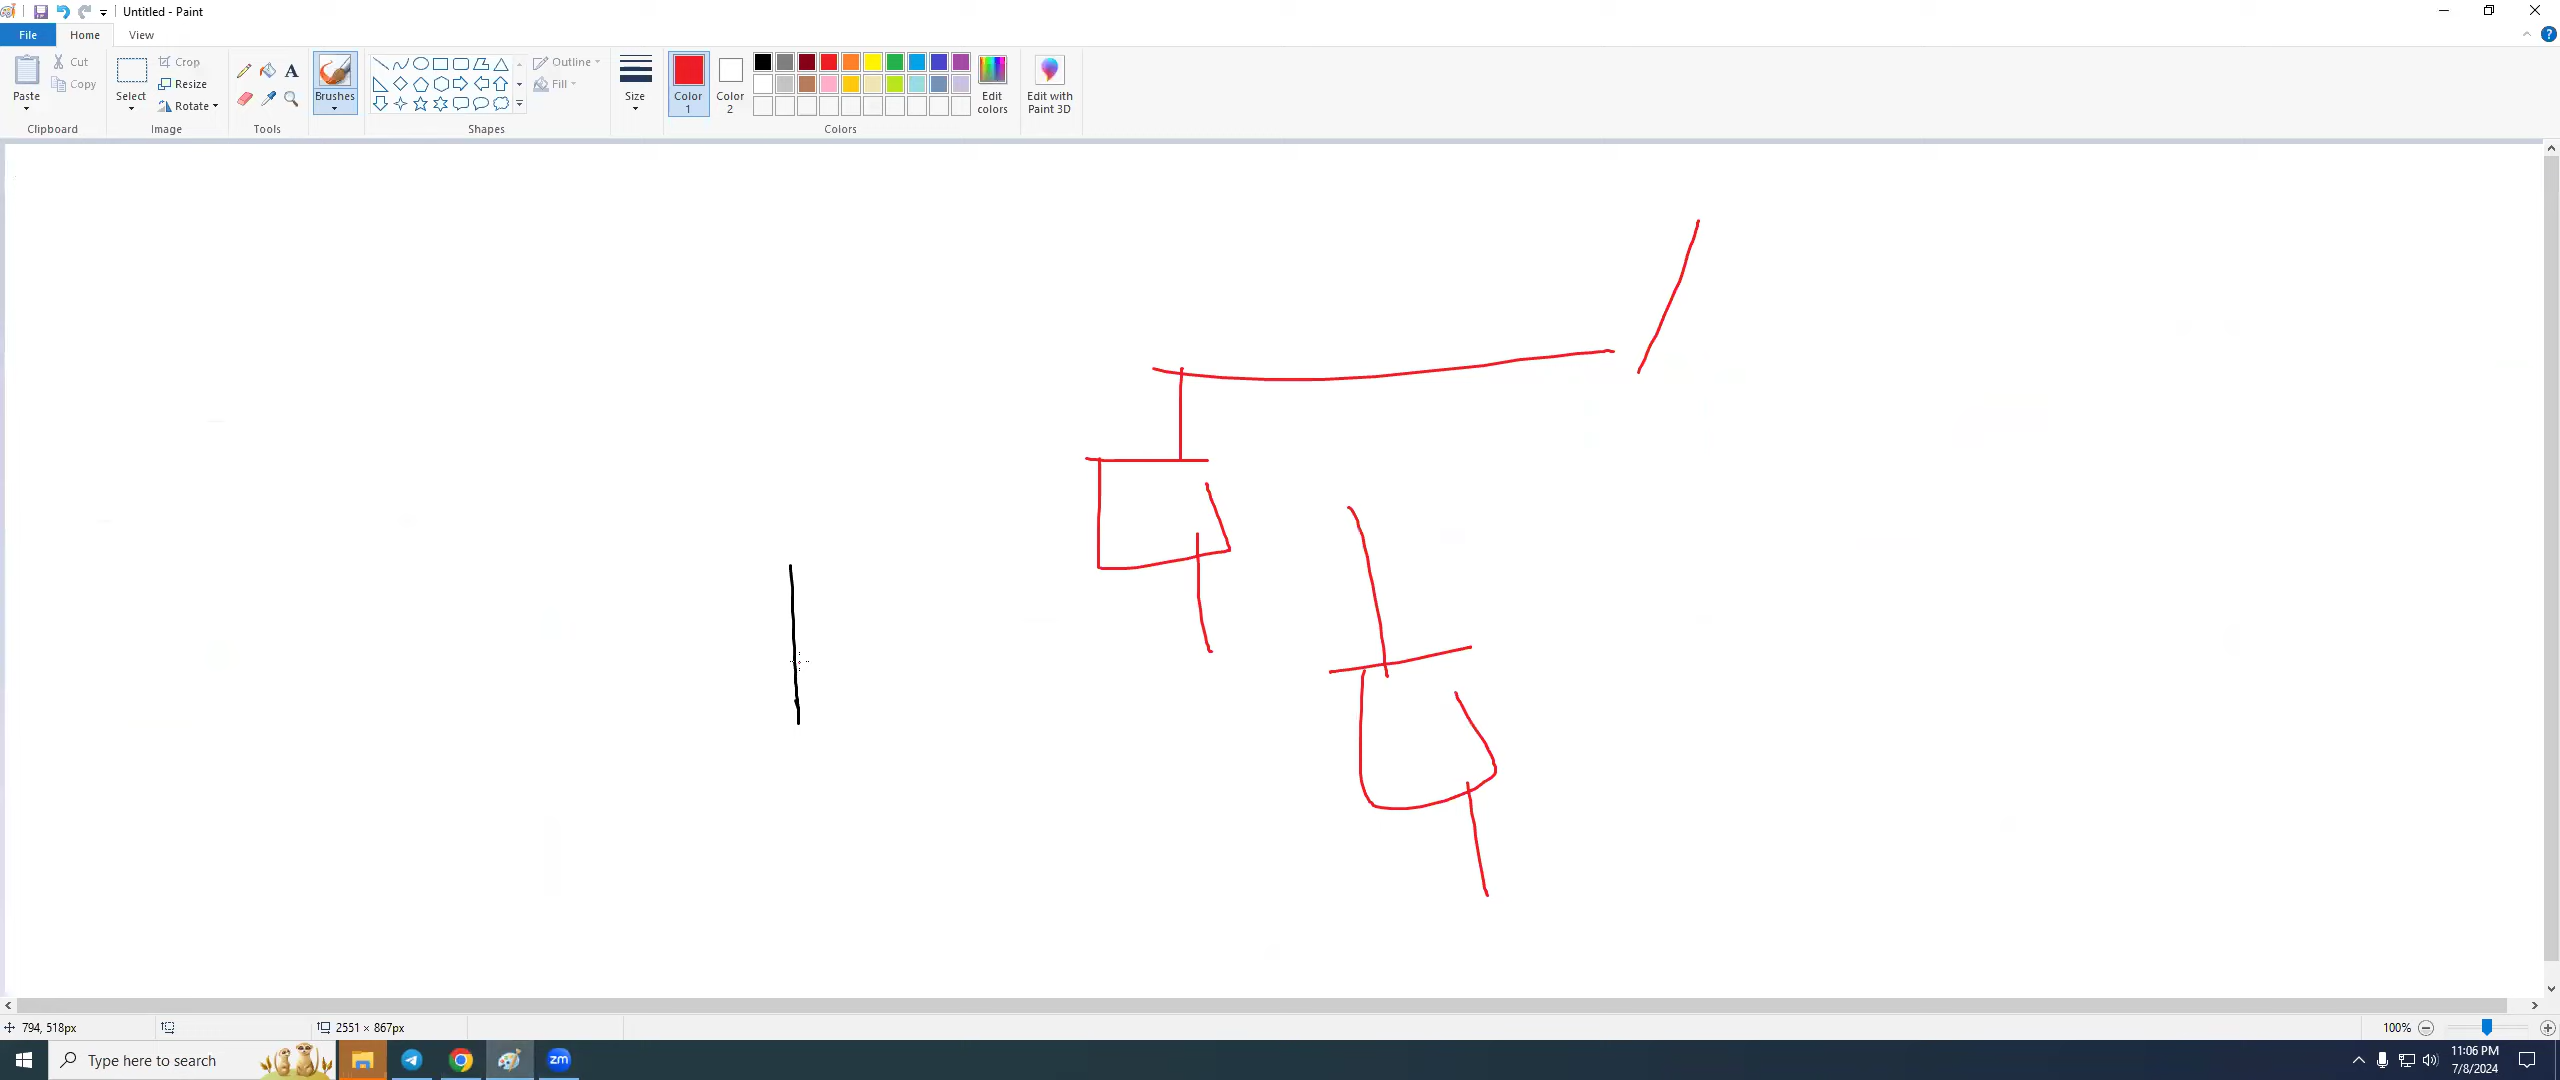 Untitled - Paint
File Home View
Paste
Cut
Copy
Clipboard
Select
Crop
Resize
Rotate
Image
A
Tools
Brushes
Shapes
Outline
Fill
Size
Color 1
Color 2
Colors
Edit colors
Edit with Paint 3D
794, 518px
2551 × 867px
100%
Type here to search
zm
11:06 PM
7/8/2024